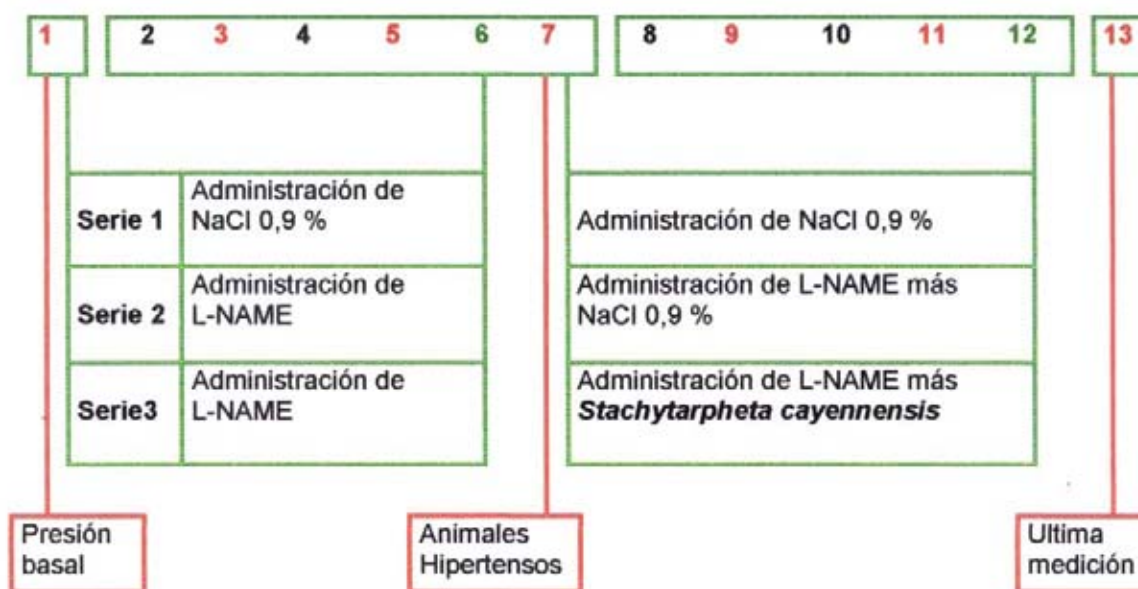 1 2 3 4 5 6 7 8 9 10 11 12 13
Serie 1
Administración de
NaCl 0,9 %
Administración de NaCl 0,9 %
Serie 2
Administración de
L-NAME
Administración de L-NAME más
NaCl 0,9 %
Serie3
Administración de
L-NAME
Administración de L-NAME más
Stachytarpheta cayennensis
Presión
basal
Animales
Hipertensos
Ultima
medición